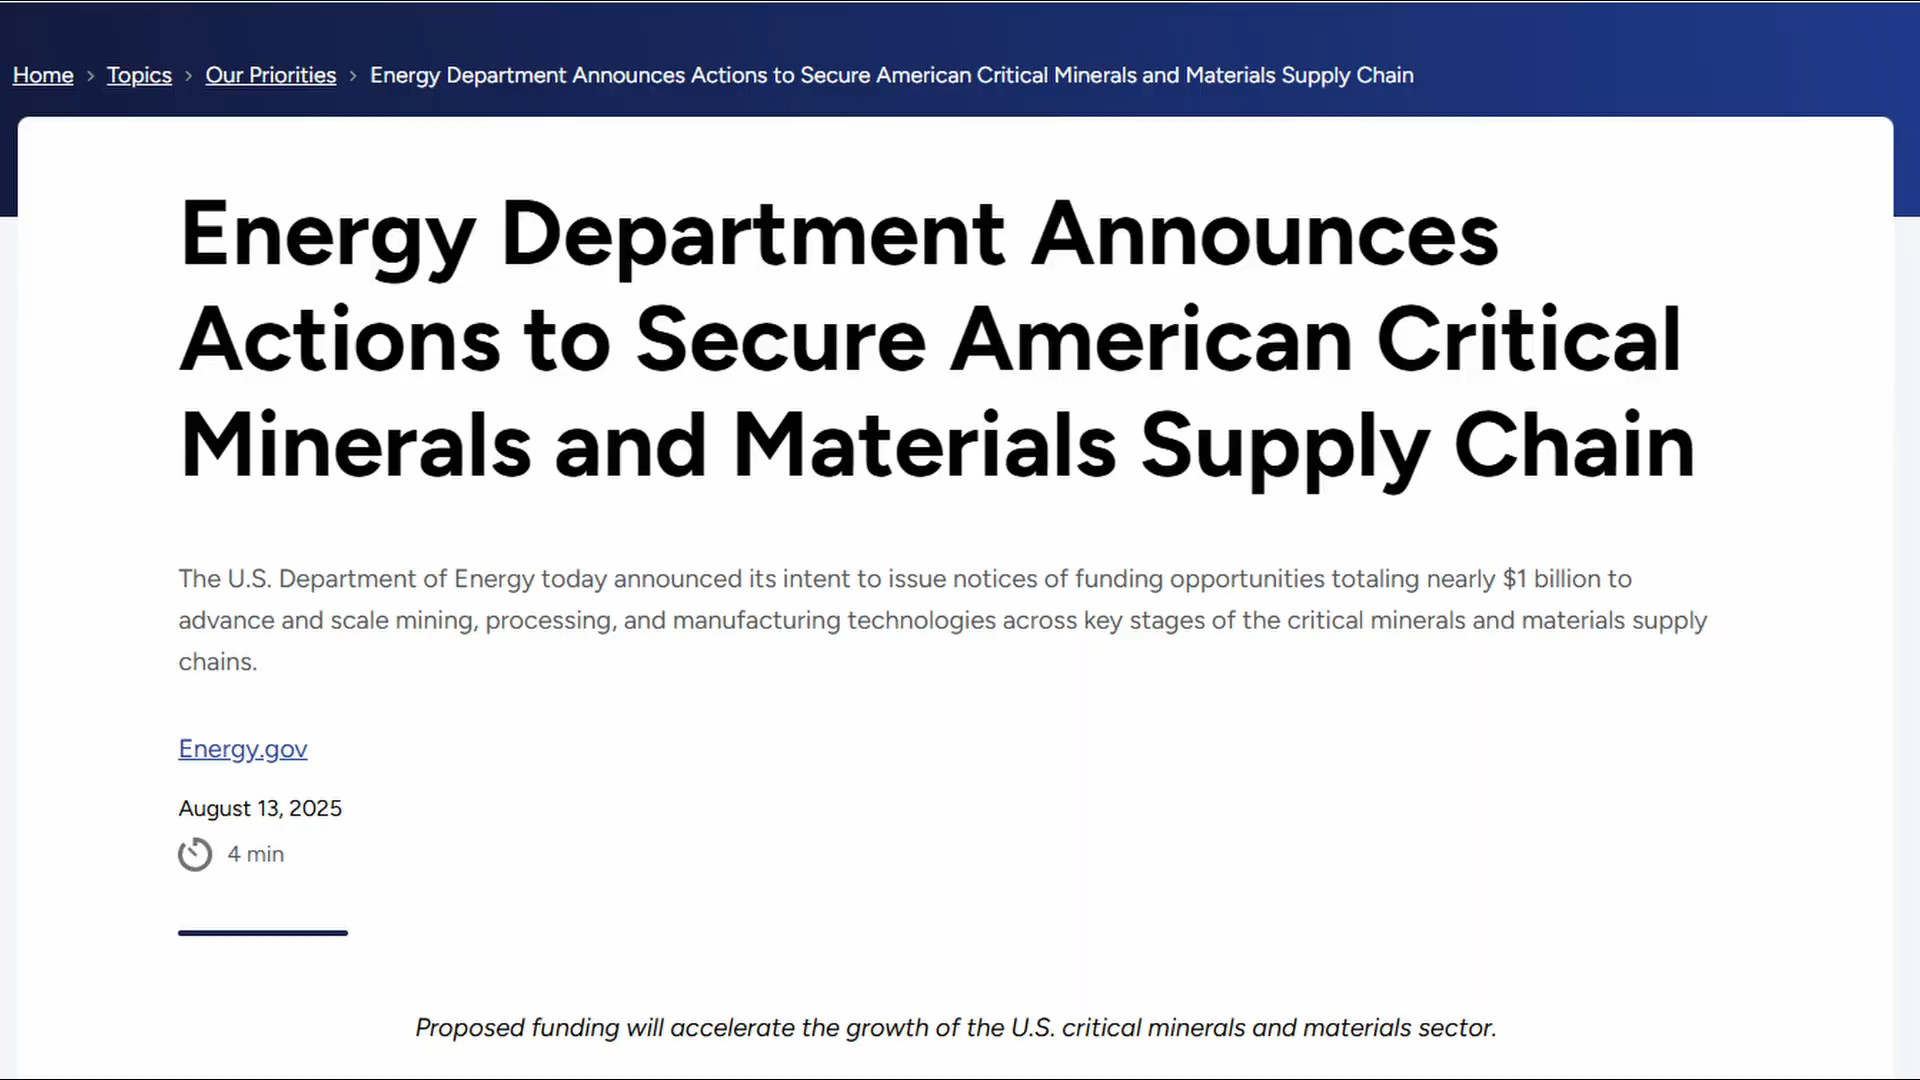 Home > Topics > Our Priorities > Energy Department Announces Actions to Secure American Critical Minerals and Materials Supply Chain
Energy Department Announces
Actions to Secure American Critical
Minerals and Materials Supply Chain
The U.S. Department of Energy today announced its intent to issue notices of funding opportunities totaling nearly $1 billion to
advance and scale mining, processing, and manufacturing technologies across key stages of the critical minerals and materials supply
chains.
Energy.gov
August 13, 2025
4 min
Proposed funding will accelerate the growth of the U.S. critical minerals and materials sector.